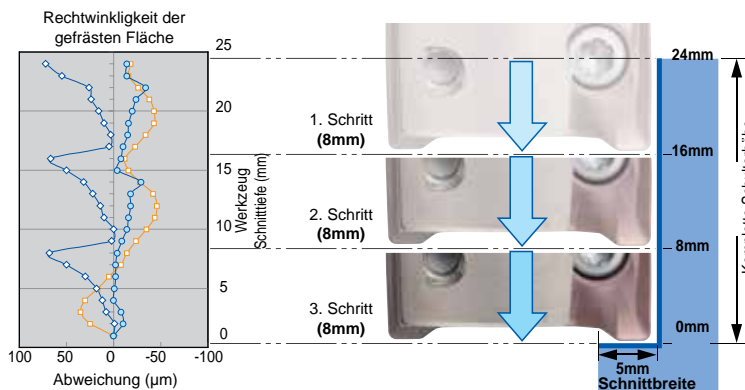 Rechtwinkligkeit der
gefrästen Fläche
25
20
15
10
5
0
Werkzeug
Schnittiefe (mm)
100 50 0 -50 -100
Abweichung (µm)
1. Schritt
(8mm)
2. Schritt
(8mm)
3. Schritt
(8mm)
24mm
16mm
8mm
0mm
5mm
Schnittbreite